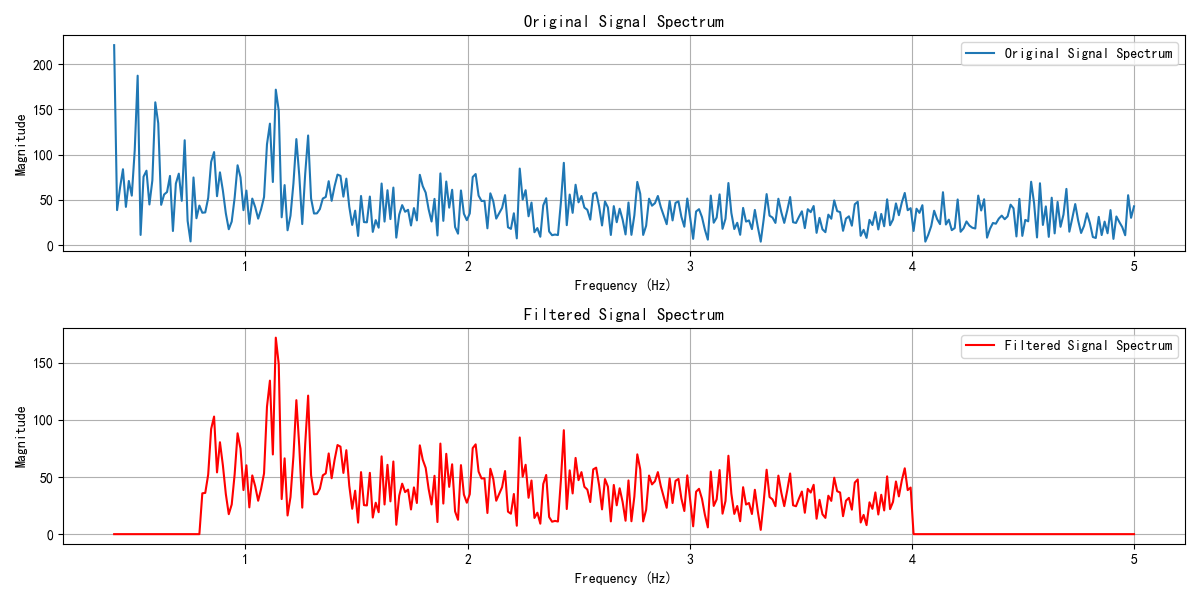 Original Signal Spectrum
Original Signal Spectrum
Magnitude
200
150
100
50
0
1
2
3
4
5
Frequency (Hz)
Filtered Signal Spectrum
Filtered Signal Spectrum
Magnitude
150
100
50
0
1
2
3
4
5
Frequency (Hz)